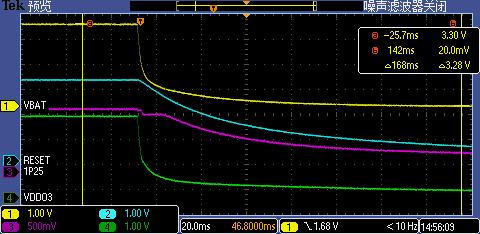 Tek 预览 噪声滤波器关闭
a -25.7ms 3.30 V
b 142ms 20.0mV
△168ms △3.28 V
1 VBAT
2 RESET
3 1P25
4 VDDO3
1 1.00 V 2 1.00 V
3 500mV 4 1.00 V
20.0ms 46.8000ms
1 1.68 V
< 10 Hz 14:56:09